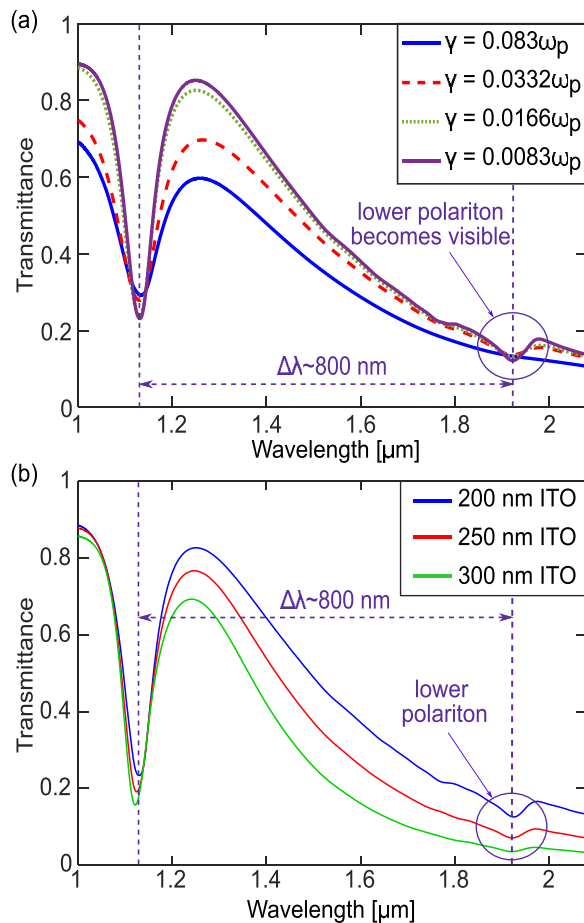 (a)
1
0.8
0.6
0.4
0.2
0
Transmittance
γ = 0.083ωp
γ = 0.0332ωp
γ = 0.0166ωp
γ = 0.0083ωp
lower polariton
becomes visible
Δλ~800 nm
1 1.2 1.4 1.6 1.8 2
Wavelength [μm]
(b)
1
0.8
0.6
0.4
0.2
0
Transmittance
200 nm ITO
250 nm ITO
300 nm ITO
Δλ~800 nm
lower
polariton
1 1.2 1.4 1.6 1.8 2
Wavelength [μm]